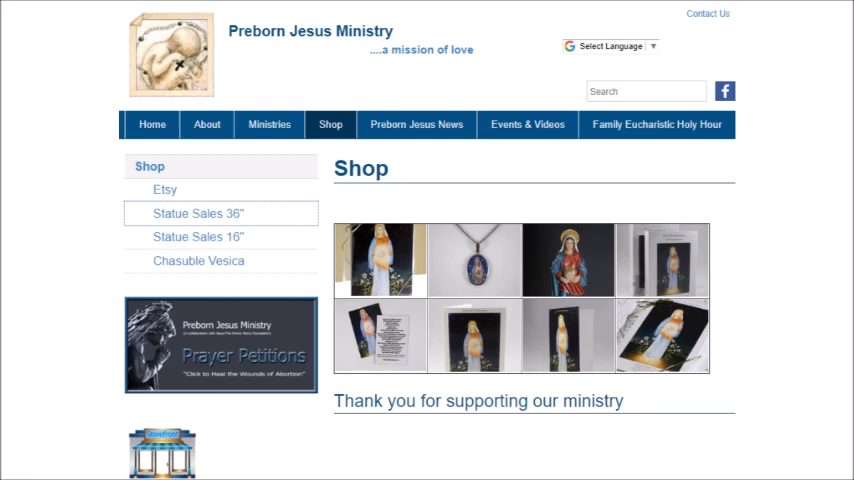 Contact Us
Preborn Jesus Ministry
....a mission of love
Select Language ▼
Search
Home
About
Ministries
Shop
Preborn Jesus News
Events & Videos
Family Eucharistic Holy Hour
Shop
Etsy
Statue Sales 36"
Statue Sales 16"
Chasuble Vesica
Shop
Preborn Jesus Ministry
Prayer Petitions
"Click to Heal the Wounds of Abortion"
Thank you for supporting our ministry
Storefront